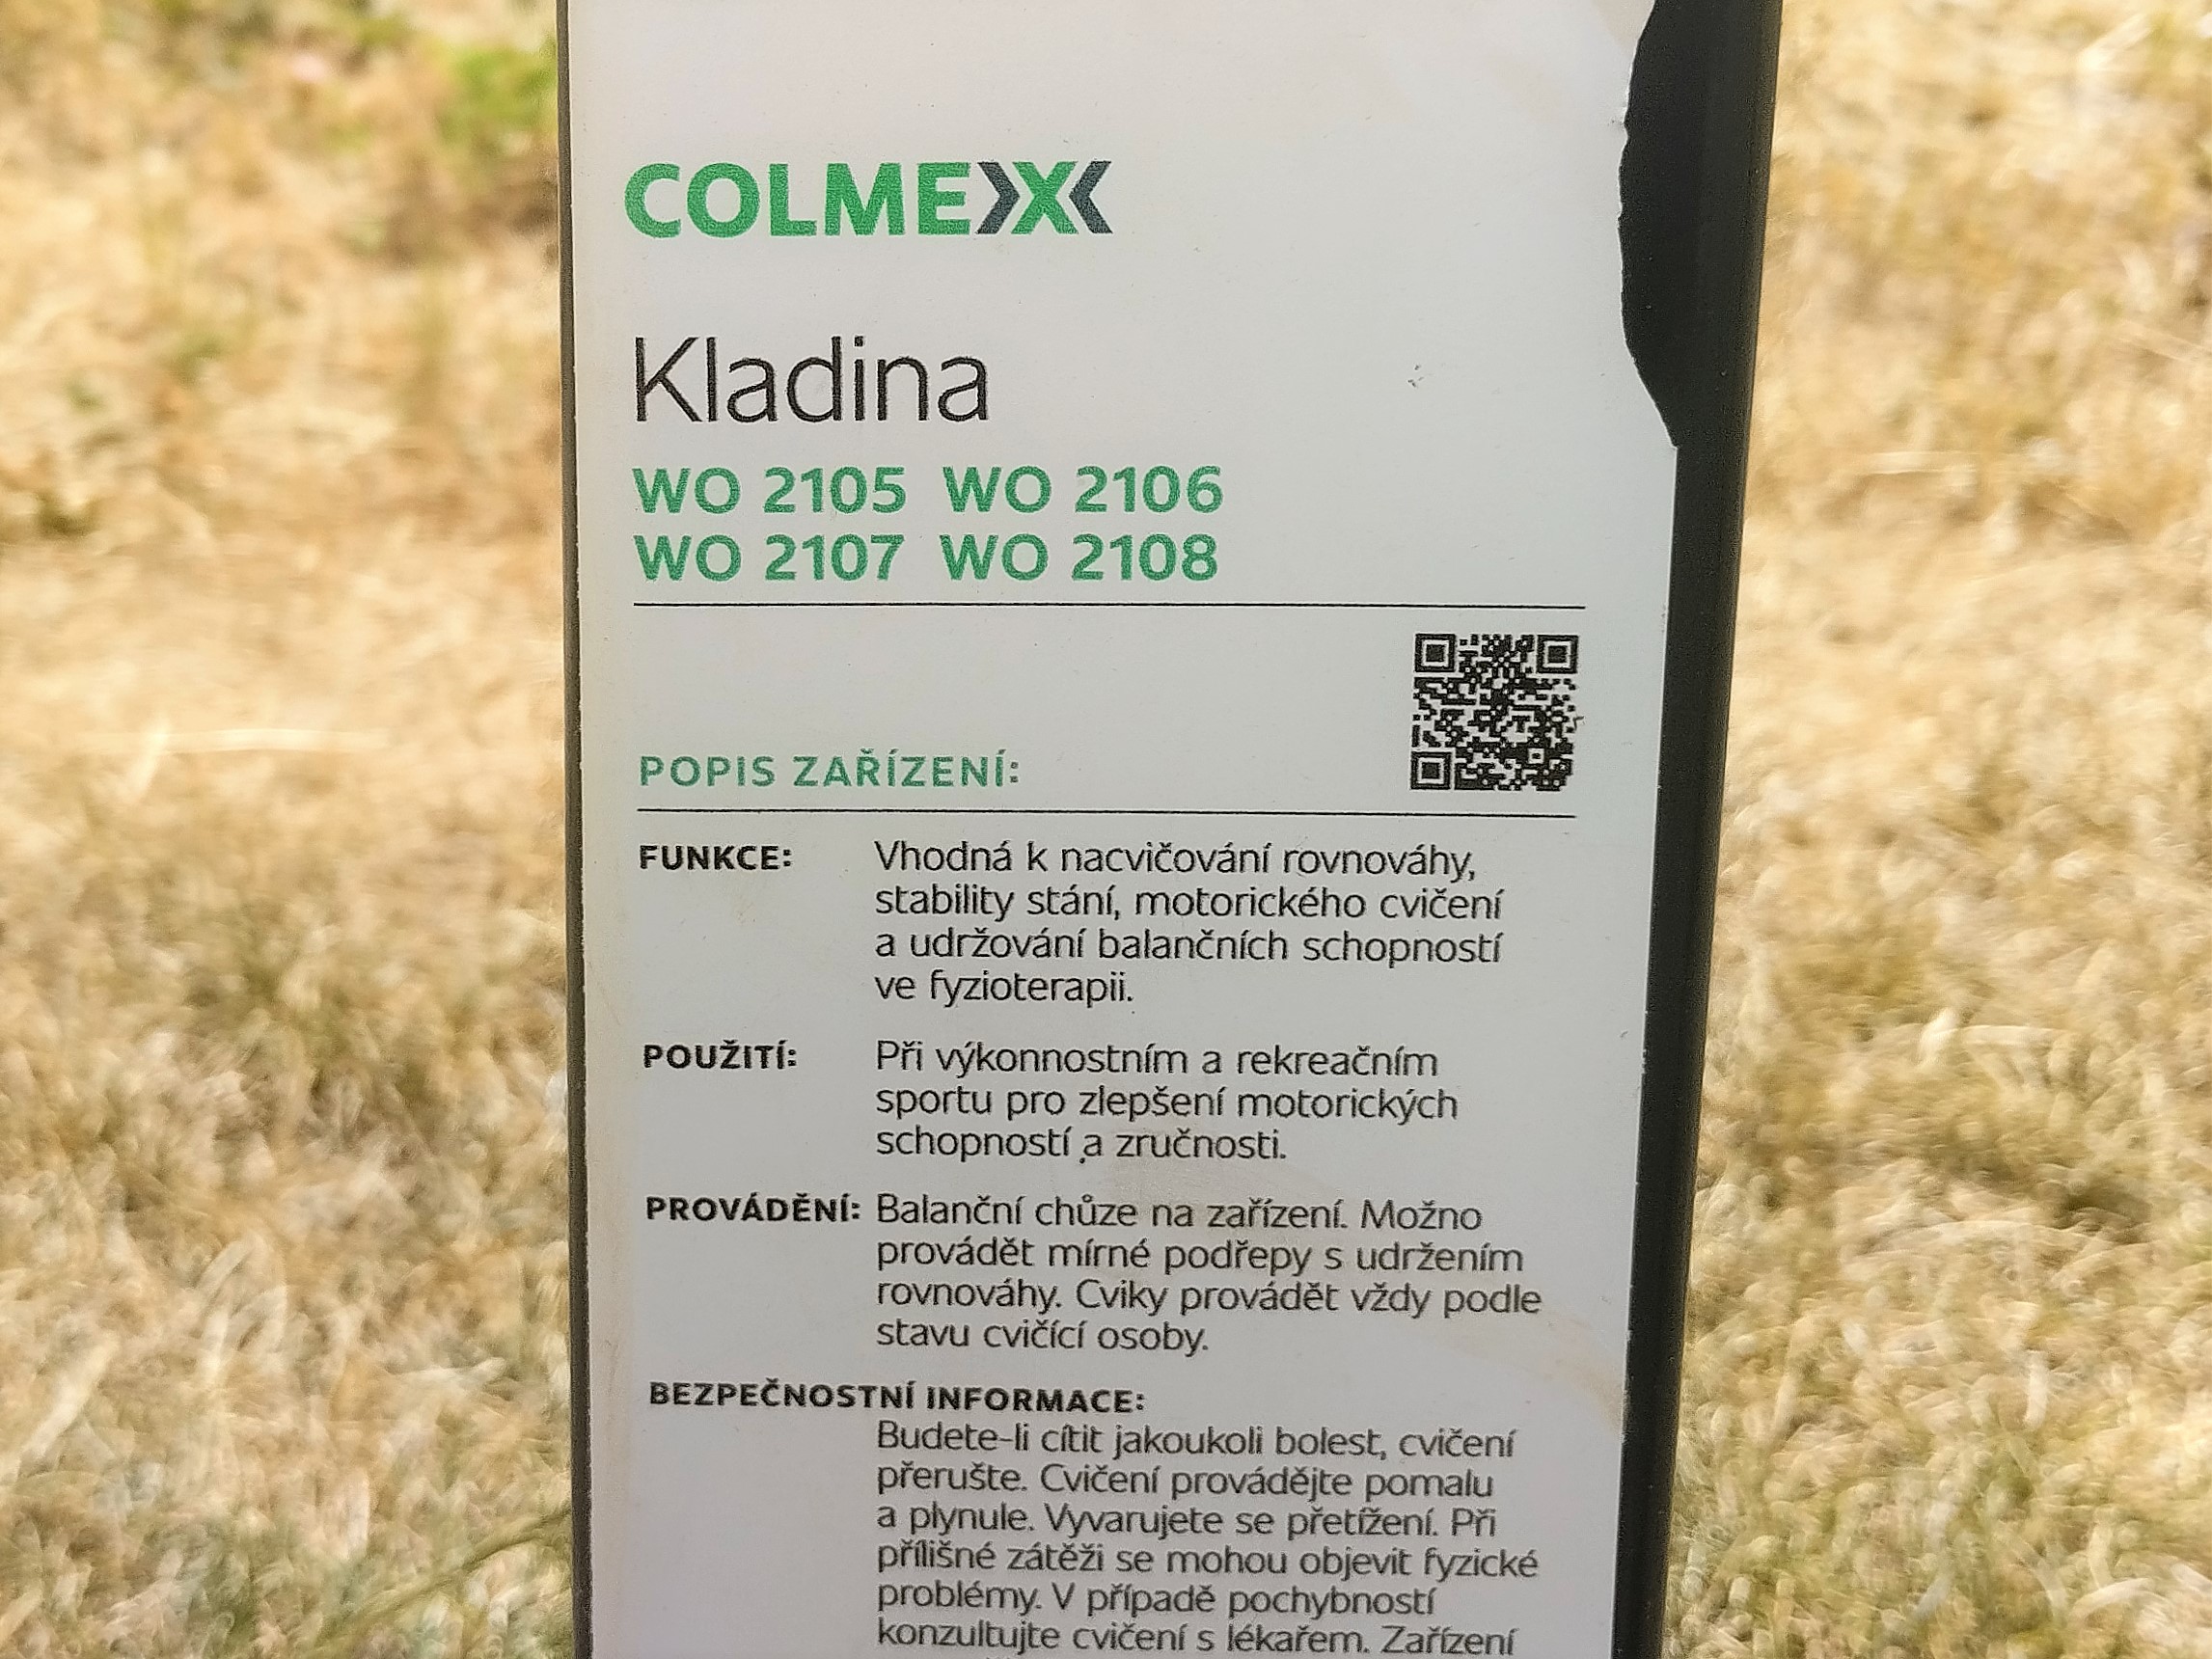 COLMEX
Kladina
WO 2105 WO 2106
WO 2107 WO 2108
POPIS ZAŘÍZENÍ:
FUNKCE: Vhodná k nacvičování rovnováhy,
stability stání, motorického cvičení
a udržování balančních schopností
ve fyzioterapii.
POUŽITÍ: Při výkonnostním a rekreačním
sportu pro zlepšení motorických
schopností a zručnosti.
PROVÁDĚNÍ: Balanční chůze na zařízení. Možno
provádět mírné podřepy s udržením
rovnováhy. Cviky provádět vždy podle
stavu cvičící osoby.
BEZPEČNOSTNÍ INFORMACE:
Budete-li cítit jakoukoli bolest, cvičení
přerušte. Cvičení provádějte pomalu
a plynule. Vyvarujete se přetížení. Při
přílišné zátěži se mohou objevit fyzické
problémy. V případě pochybností
konzultujte cvičení s lékařem. Zařízení